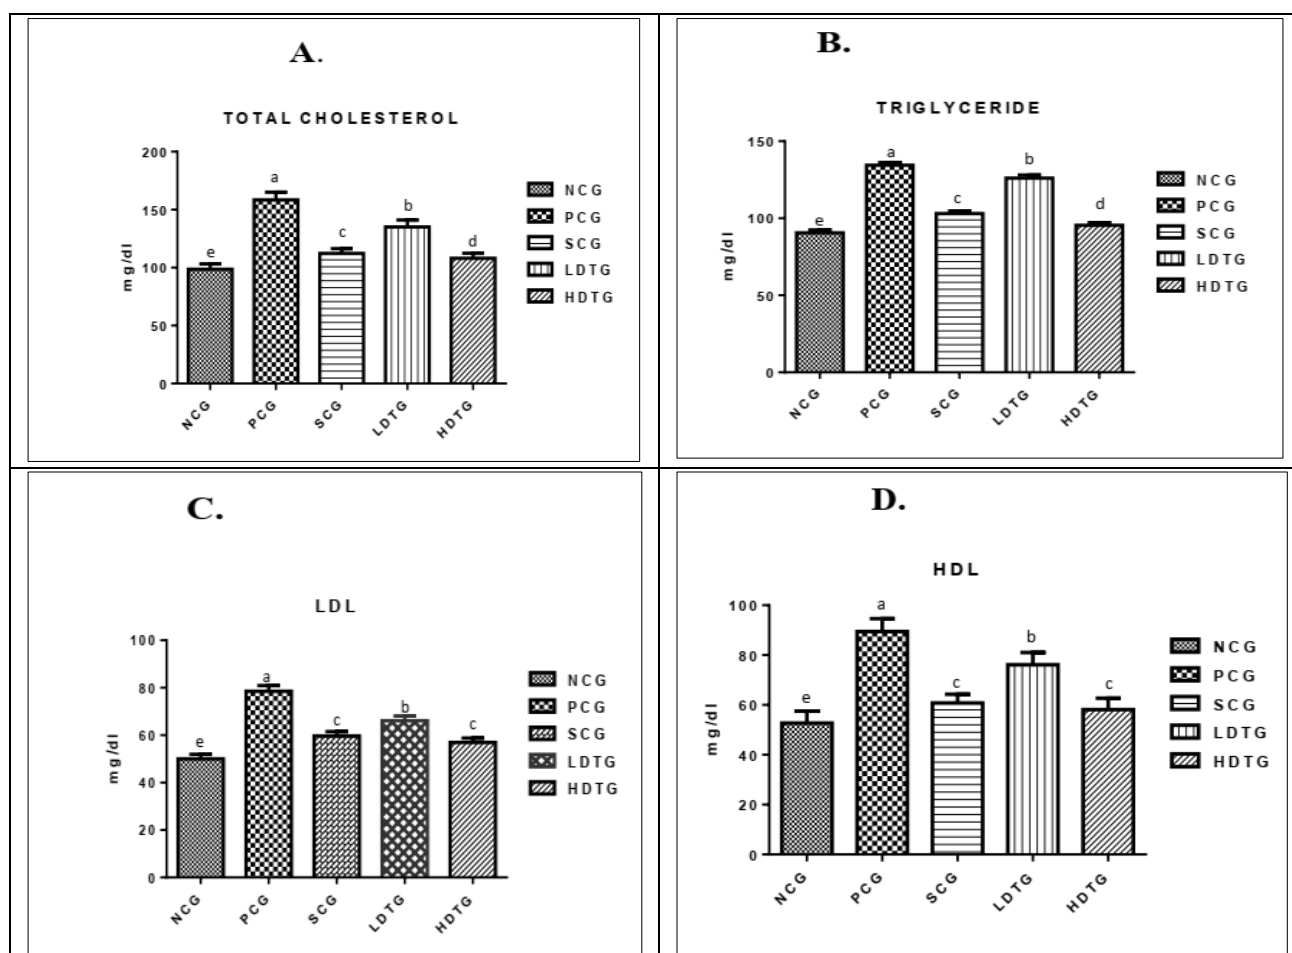 A.
TOTAL CHOLESTEROL
200
150
100
50
0
mg/dl
e
a
c
b
d
NCG
PCG
SCG
LDTG
HDTG
NCG
PCG
SCG
LDTG
HDTG
B.
TRIGLYCERIDE
150
100
50
0
mg/dl
e
a
c
b
d
NCG
PCG
SCG
LDTG
HDTG
NCG
PCG
SCG
LDTG
HDTG
C.
LDL
100
80
60
40
20
0
mg/dl
e
a
c
b
c
NCG
PCG
SCG
LDTG
HDTG
NCG
PCG
SCG
LDTG
HDTG
D.
HDL
100
80
60
40
20
0
mg/dl
e
a
c
b
c
NCG
PCG
SCG
LDTG
HDTG
NCG
PCG
SCG
LDTG
HDTG